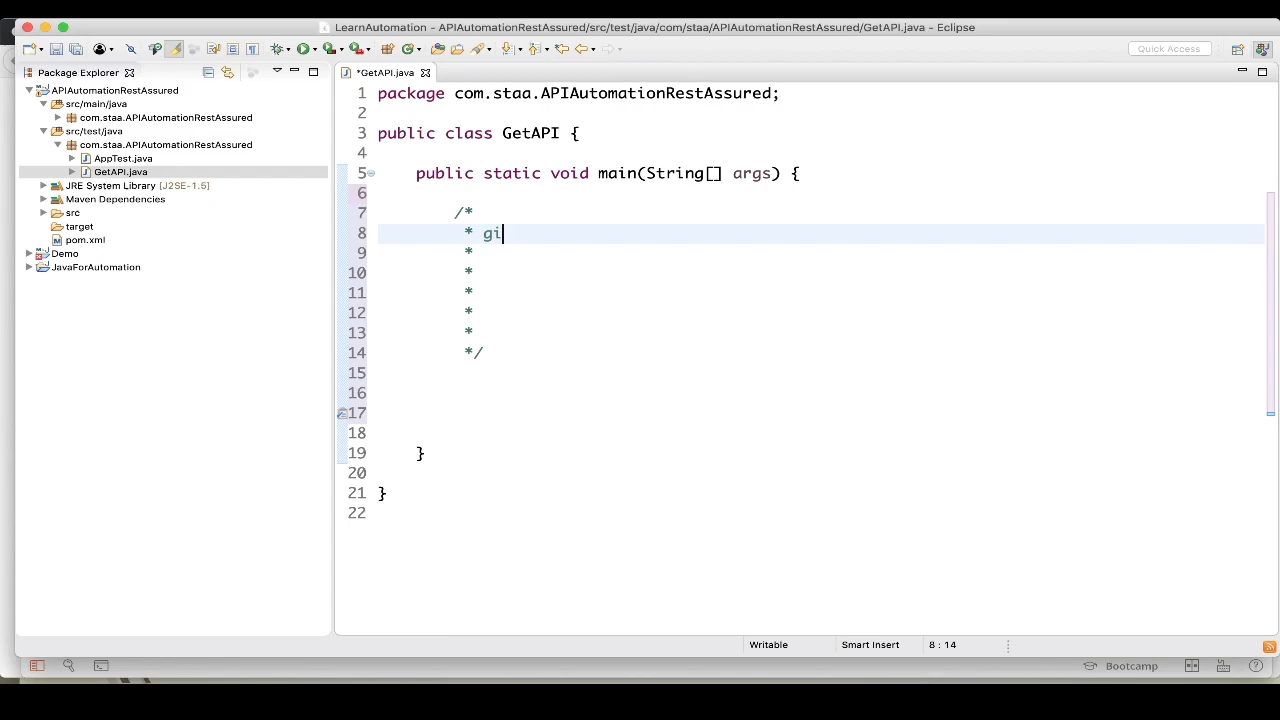 LearnAutomation - APIAutomationRestAssured/src/test/java/com/staa/APIAutomationRestAssured/GetAPI.java - Eclipse
Quick Access
Package Explorer
*GetAPI.java
APIAutomationRestAssured
src/main/java
com.staa.APIAutomationRestAssured
src/test/java
com.staa.APIAutomationRestAssured
AppTest.java
GetAPI.java
JRE System Library [J2SE-1.5]
Maven Dependencies
src
target
pom.xml
Demo
JavaForAutomation
1 package com.staa.APIAutomationRestAssured;
2
3 public class GetAPI {
4
5 public static void main(String[] args) {
6
7 /*
8 * gi
9 *
10 *
11 *
12 *
13 *
14 */
15
16
17
18
19 }
20
21 }
22
Writable Smart Insert 8 : 14
Bootcamp